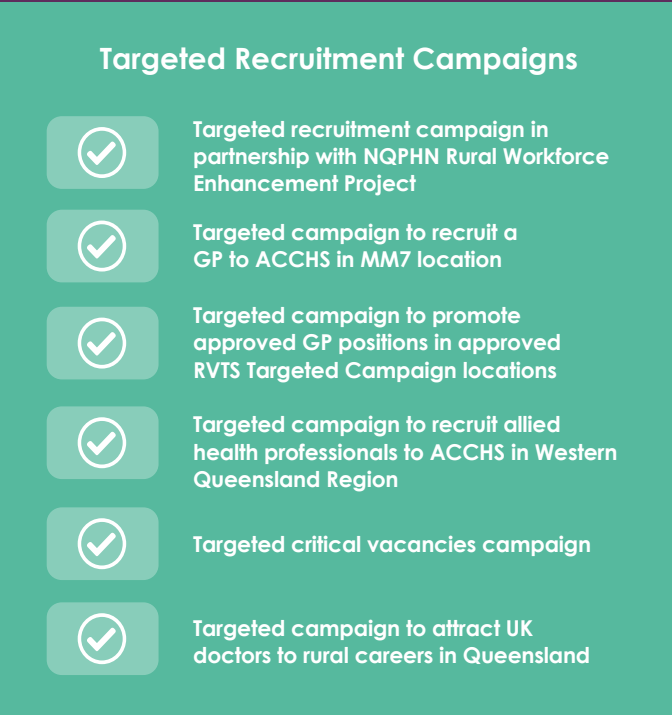 Targeted Recruitment Campaigns
Targeted recruitment campaign in
partnership with NQPHN Rural Workforce
Enhancement Project
Targeted campaign to recruit a
GP to ACCHS in MM7 location
Targeted campaign to promote
approved GP positions in approved
RVTS Targeted Campaign locations
Targeted campaign to recruit allied
health professionals to ACCHS in Western
Queensland Region
Targeted critical vacancies campaign
Targeted campaign to attract UK
doctors to rural careers in Queensland